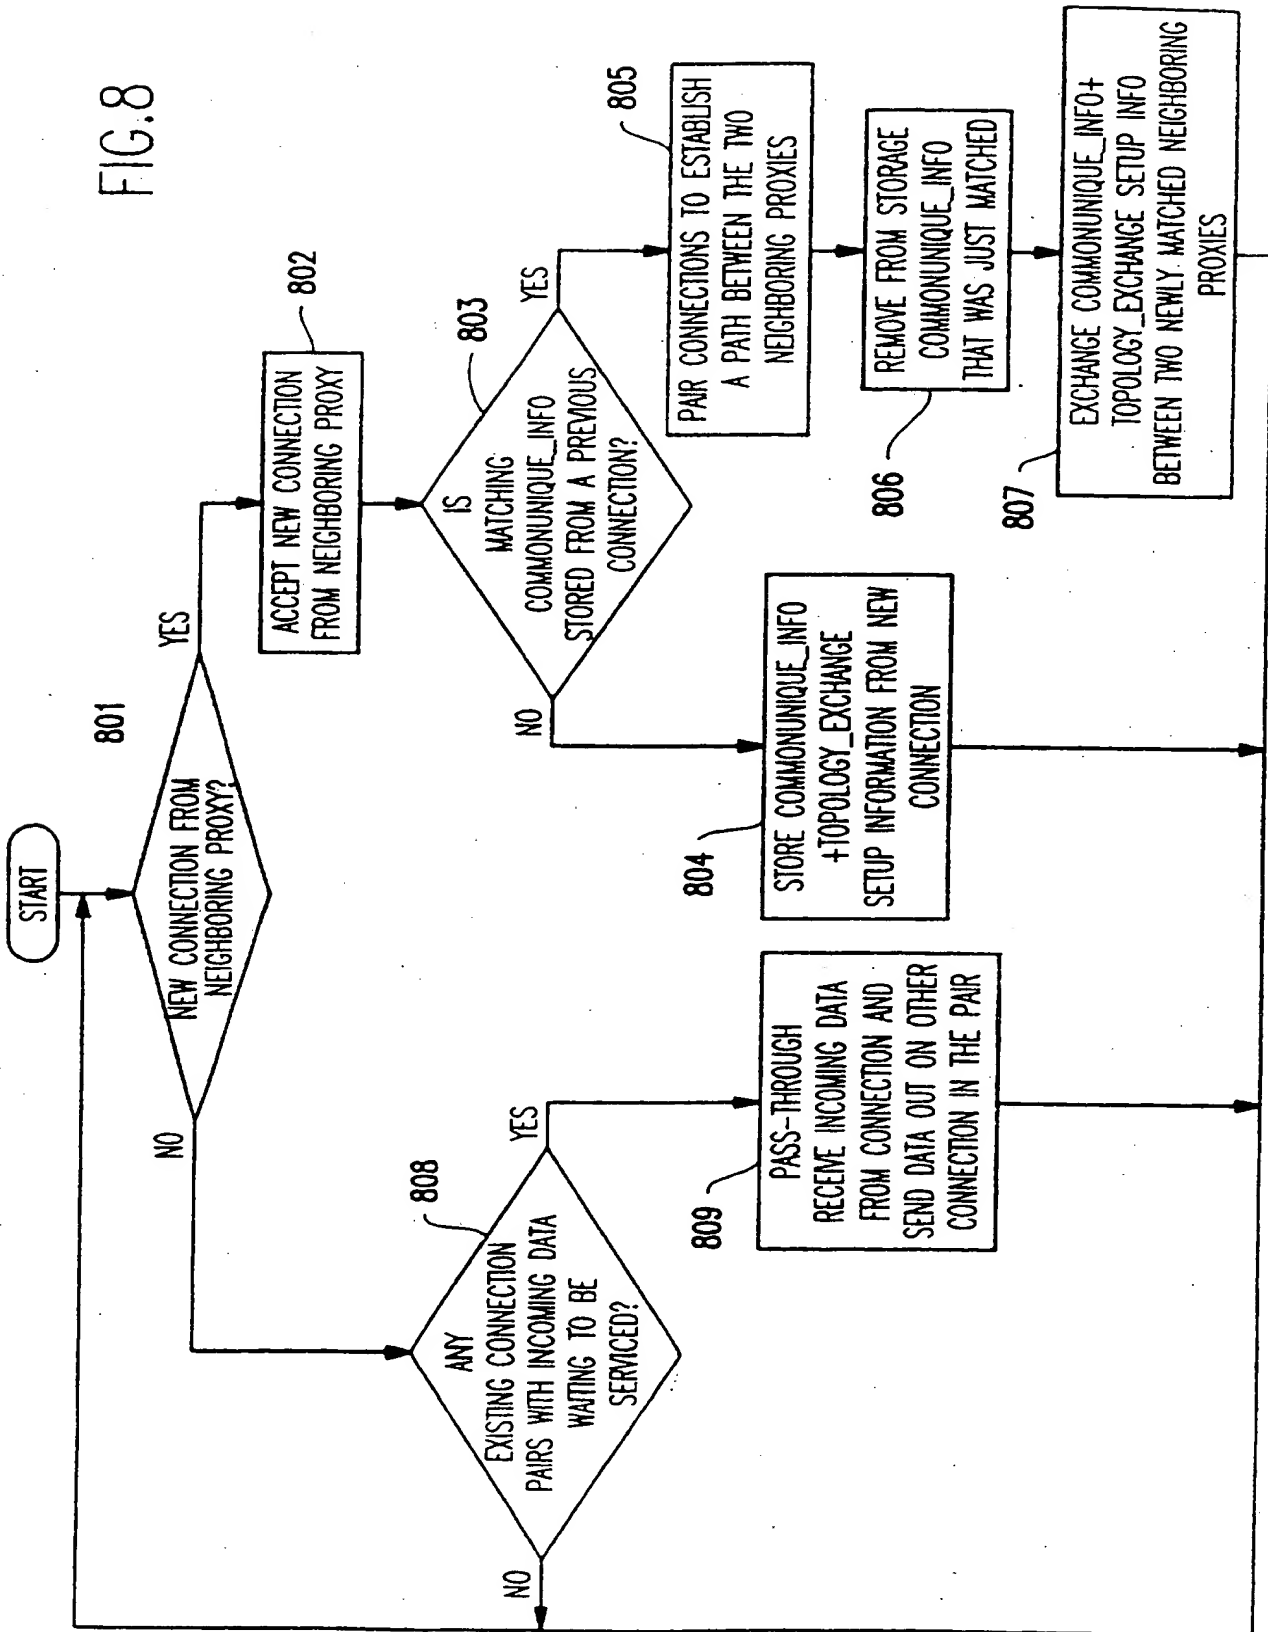 FIG.8
START
801
NEW CONNECTION FROM
NEIGHBORING PROXY?
YES
NO
802
ACCEPT NEW CONNECTION
FROM NEIGHBORING PROXY
803
IS
MATCHING
COMMONUNIQUE_INFO
STORED FROM A PREVIOUS
CONNECTION?
YES
NO
805
PAIR CONNECTIONS TO ESTABLISH
A PATH BETWEEN THE TWO
NEIGHBORING PROXIES
806
REMOVE FROM STORAGE
COMMONUNIQUE_INFO
THAT WAS JUST MATCHED
807
EXCHANGE COMMONUNIQUE_INFO+
TOPOLOGY_EXCHANGE SETUP INFO
BETWEEN TWO NEWLY MATCHED NEIGHBORING
PROXIES
804
STORE COMMONUNIQUE_INFO
+TOPOLOGY_EXCHANGE
SETUP INFORMATION FROM NEW
CONNECTION
808
ANY
EXISTING CONNECTION
PAIRS WITH INCOMING DATA
WAITING TO BE
SERVICED?
YES
NO
809
PASS-THROUGH
RECEIVE INCOMING DATA
FROM CONNECTION AND
SEND DATA OUT ON OTHER
CONNECTION IN THE PAIR